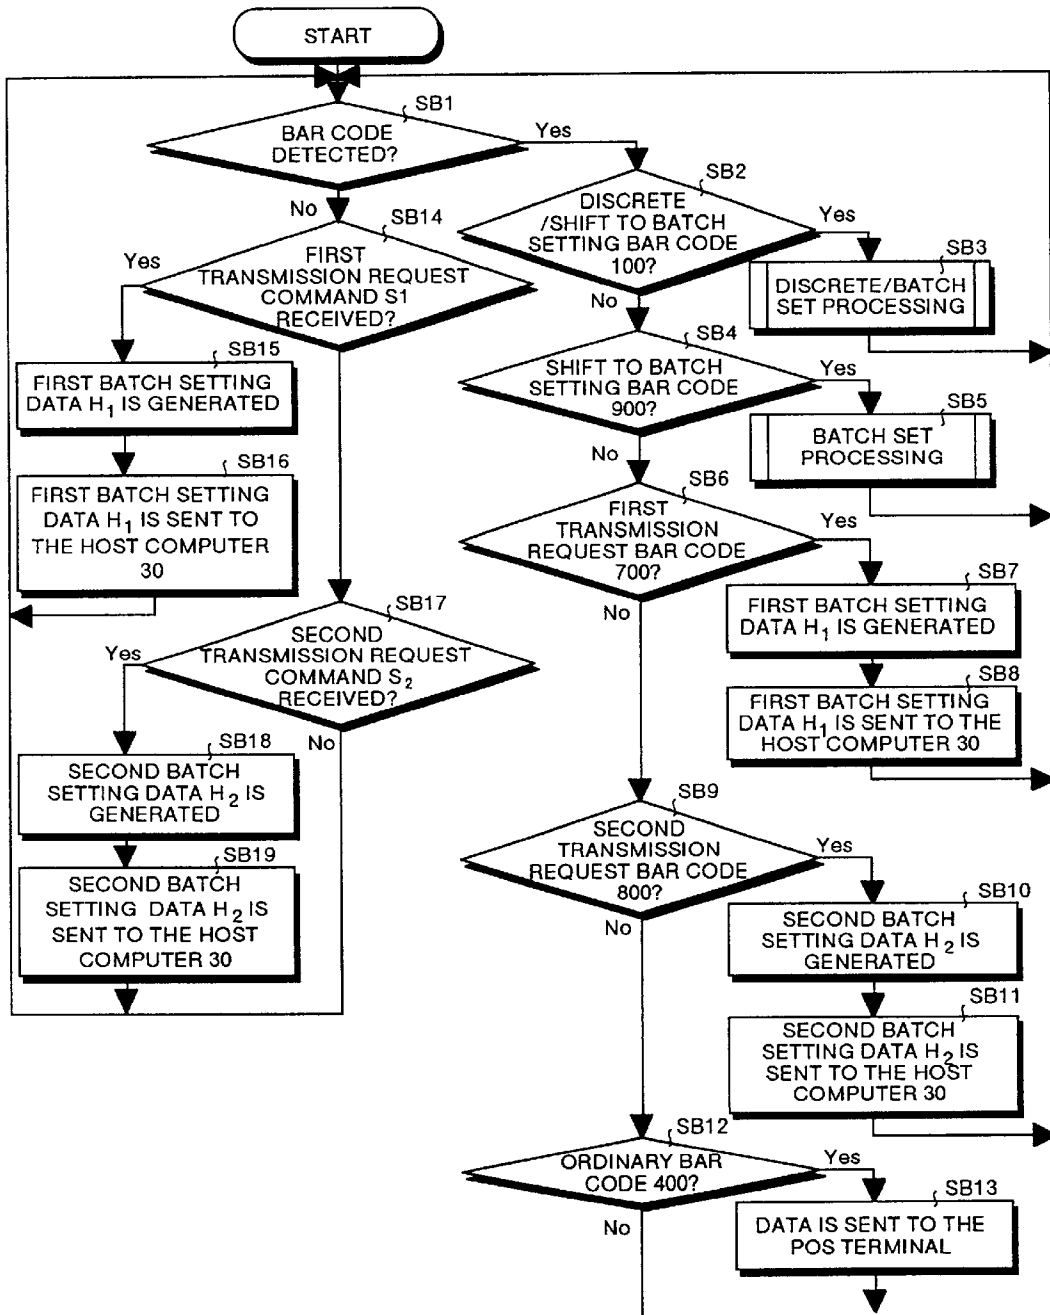 START
SB1
BAR CODE
DETECTED?
Yes
No
SB2
DISCRETE
/SHIFT TO BATCH
SETTING BAR CODE
100?
Yes
No
SB3
DISCRETE/BATCH
SET PROCESSING
SB14
FIRST
TRANSMISSION REQUEST
COMMAND S1
RECEIVED?
Yes
SB15
FIRST BATCH SETTING
DATA H1 IS GENERATED
SB16
FIRST BATCH SETTING
DATA H1 IS SENT TO
THE HOST COMPUTER
30
SB4
SHIFT TO BATCH
SETTING BAR CODE
900?
Yes
No
SB5
BATCH SET
PROCESSING
SB6
FIRST
TRANSMISSION
REQUEST BAR CODE
700?
Yes
No
SB7
FIRST BATCH SETTING
DATA H1 IS GENERATED
SB8
FIRST BATCH SETTING
DATA H1 IS SENT TO THE
HOST COMPUTER 30
SB17
SECOND
TRANSMISSION REQUEST
COMMAND S2
RECEIVED?
Yes
No
SB18
SECOND BATCH
SETTING DATA H2 IS
GENERATED
SB19
SECOND BATCH
SETTING DATA H2 IS
SENT TO THE HOST
COMPUTER 30
SB9
SECOND
TRANSMISSION
REQUEST BAR CODE
800?
Yes
No
SB10
SECOND BATCH
SETTING DATA H2 IS
GENERATED
SB11
SECOND BATCH
SETTING DATA H2 IS
SENT TO THE HOST
COMPUTER 30
SB12
ORDINARY BAR
CODE 400?
Yes
No
SB13
DATA IS SENT TO THE
POS TERMINAL